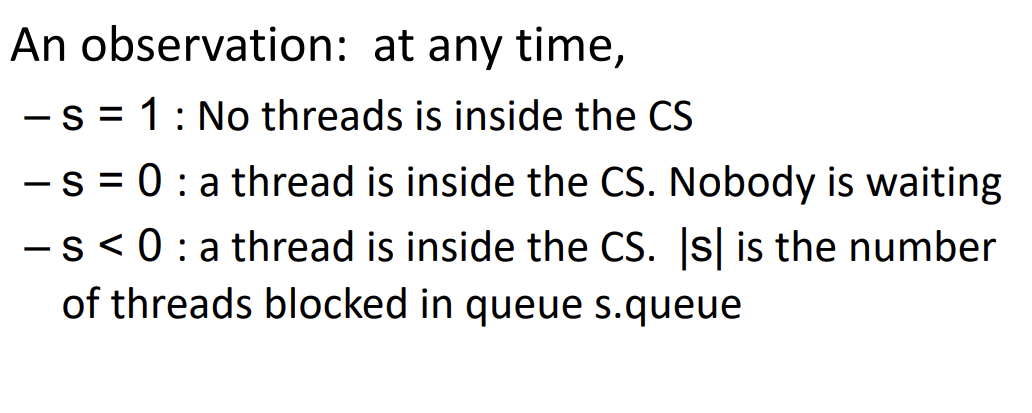 An observation:  at any time,
– s = 1 : No threads is inside the CS
– s = 0 : a thread is inside the CS. Nobody is waiting
– s < 0 : a thread is inside the CS.  |s| is the number
of threads blocked in queue s.queue